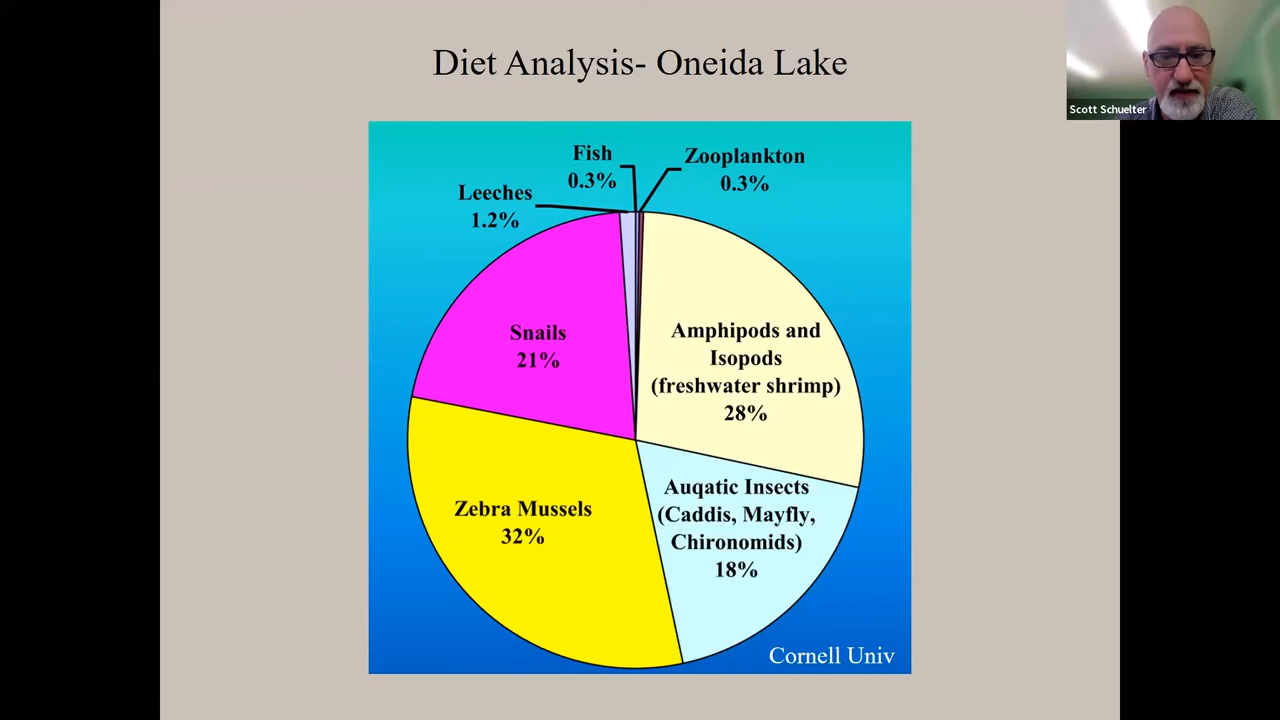 Diet Analysis- Oneida Lake
Scott Schuelter
Fish
0.3%
Zooplankton
0.3%
Leeches
1.2%
Snails
21%
Amphipods and
Isopods
(freshwater shrimp)
28%
Zebra Mussels
32%
Auqatic Insects
(Caddis, Mayfly,
Chironomids)
18%
Cornell Univ